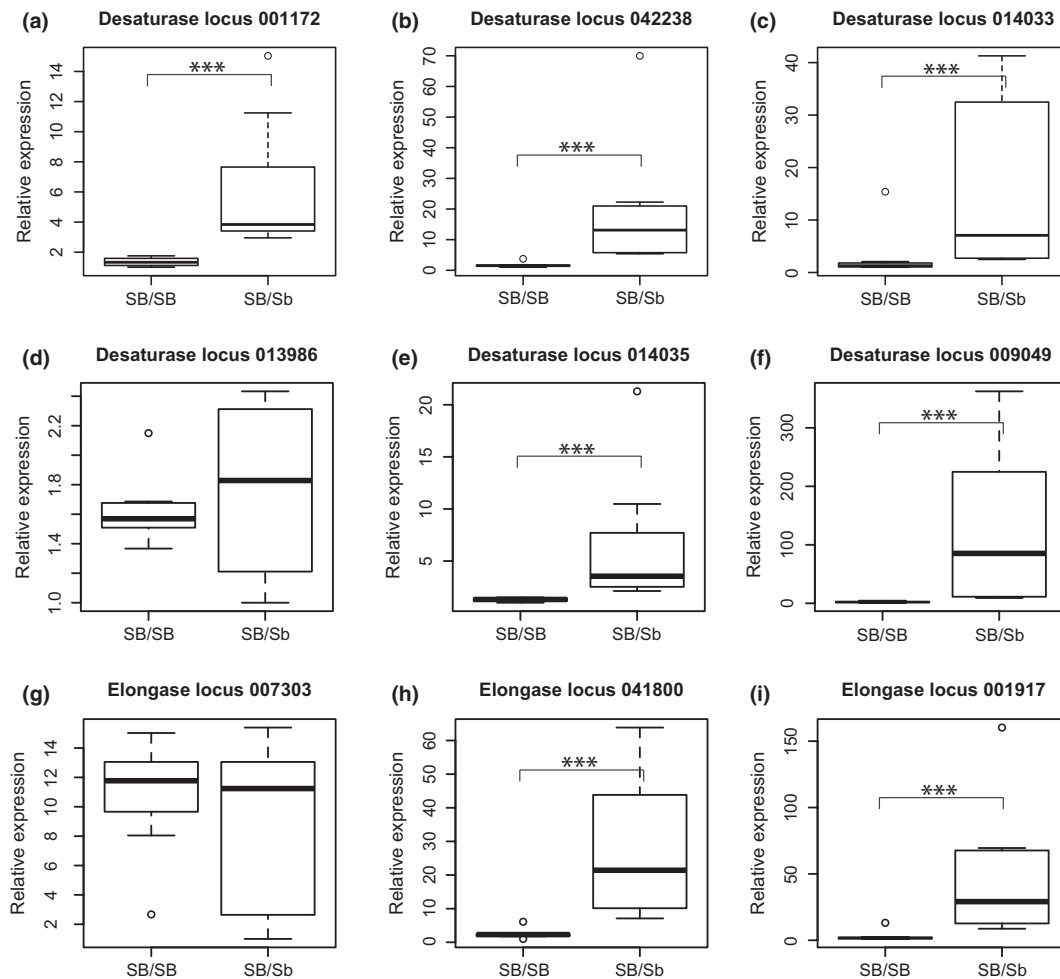 (a) Desaturase locus 001172
Relative expression
14
12
10
8
6
4
2
***
SB/SB SB/Sb
(b) Desaturase locus 042238
Relative expression
70
60
50
40
30
20
10
0
***
SB/SB SB/Sb
(c) Desaturase locus 014033
Relative expression
40
30
20
10
0
***
SB/SB SB/Sb
(d) Desaturase locus 013986
Relative expression
2.2
1.8
1.4
1.0
SB/SB SB/Sb
(e) Desaturase locus 014035
Relative expression
20
15
10
5
***
SB/SB SB/Sb
(f) Desaturase locus 009049
Relative expression
300
200
100
0
***
SB/SB SB/Sb
(g) Elongase locus 007303
Relative expression
14
12
10
8
6
4
2
SB/SB SB/Sb
(h) Elongase locus 041800
Relative expression
60
50
40
30
20
10
0
***
SB/SB SB/Sb
(i) Elongase locus 001917
Relative expression
150
100
50
0
***
SB/SB SB/Sb